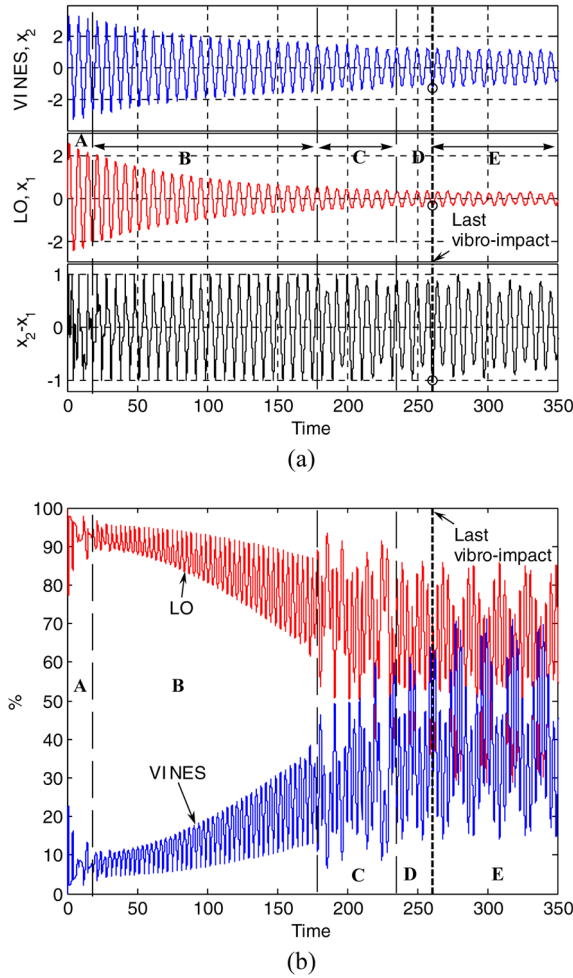 VINES, x2
2
0
-2
A
B
C
D
E
LO, x1
2
0
-2
Last
vibro-impact
x2-x1
1
0
-1
0 50 100 150 200 250 300 350
Time
(a)
%
100
90
80
70
60
50
40
30
20
10
0
Last
vibro-impact
LO
A
B
VINES
C
D
E
0 50 100 150 200 250 300 350
Time
(b)